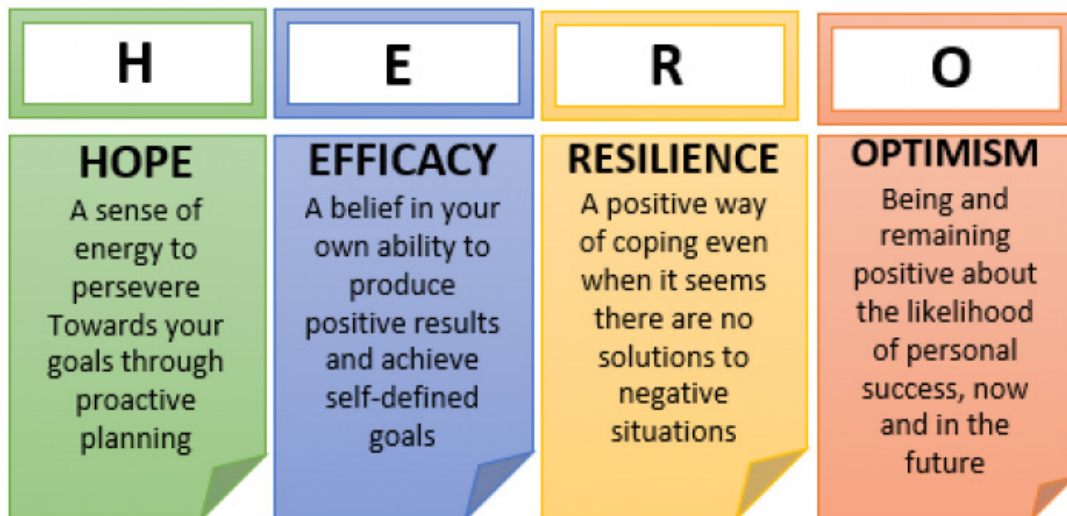 H
E
R
O
HOPE
A sense of
energy to
persevere
Towards your
goals through
proactive
planning
EFFICACY
A belief in your
own ability to
produce
positive results
and achieve
self-defined
goals
RESILIENCE
A positive way
of coping even
when it seems
there are no
solutions to
negative
situations
OPTIMISM
Being and
remaining
positive about
the likelihood
of personal
success, now
and in the
future